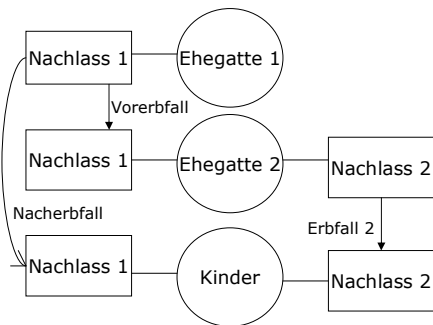 Nachlass 1
Ehegatte 1
Vorerbfall
Nachlass 1
Ehegatte 2
Nachlass 2
Nacherbfall
Erbfall 2
Nachlass 1
Kinder
Nachlass 2